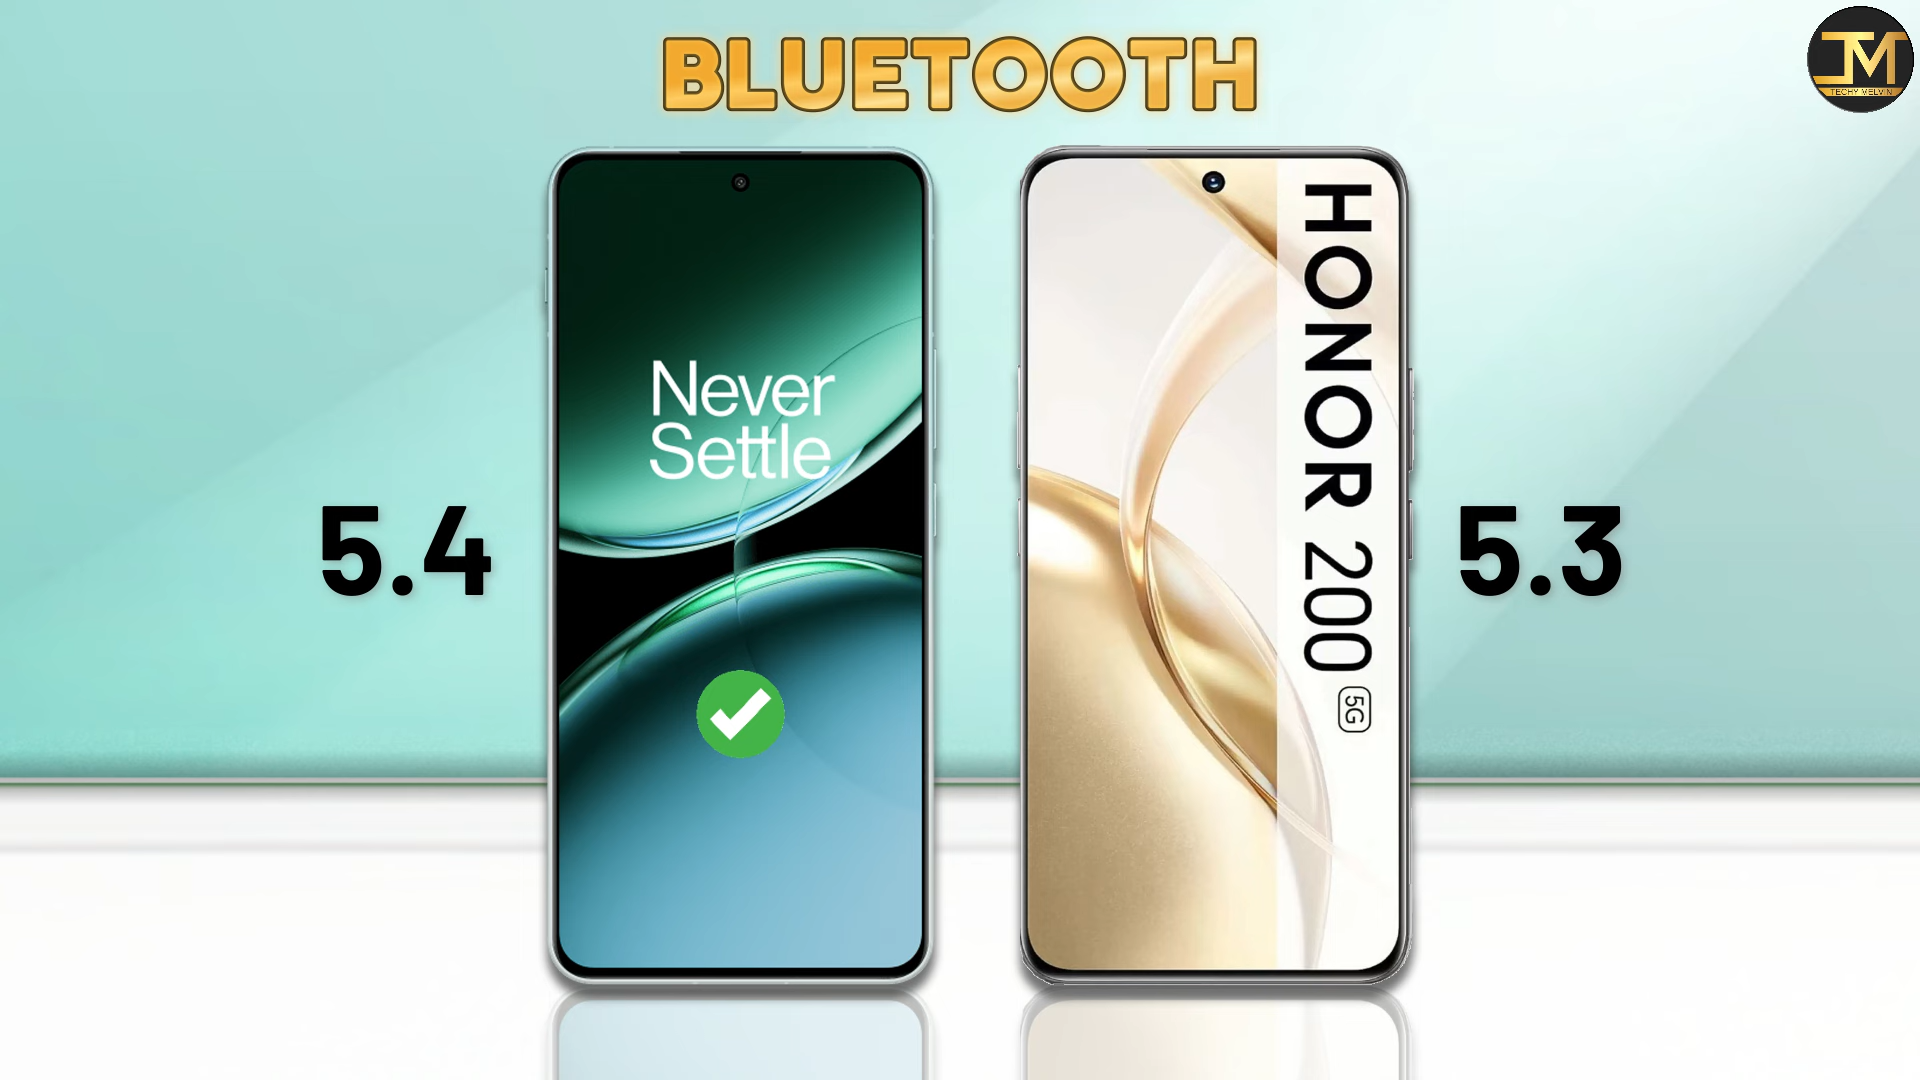 BLUETOOTH
TECHY MELVIN
Never
Settle
5.4
HONOR 200
5G
5.3